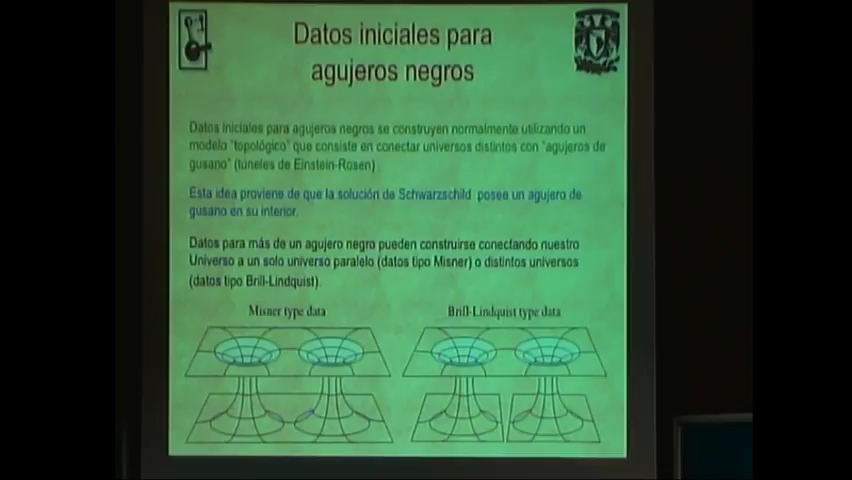 Datos iniciales para
agujeros negros
Datos iniciales para agujeros negros se construyen normalmente utilizando un
modelo "topológico" que consiste en conectar universos distintos con "agujeros de
gusano" (túneles de Einstein-Rosen)
Esta idea proviene de que la solución de Schwarzschild posee un agujero de
gusano en su interior.
Datos para más de un agujero negro pueden construirse conectando nuestro
Universo a un solo universo paralelo (datos tipo Misner) o distintos universos
(datos tipo Brill-Lindquist).
Misner type data
Brill-Lindquist type data